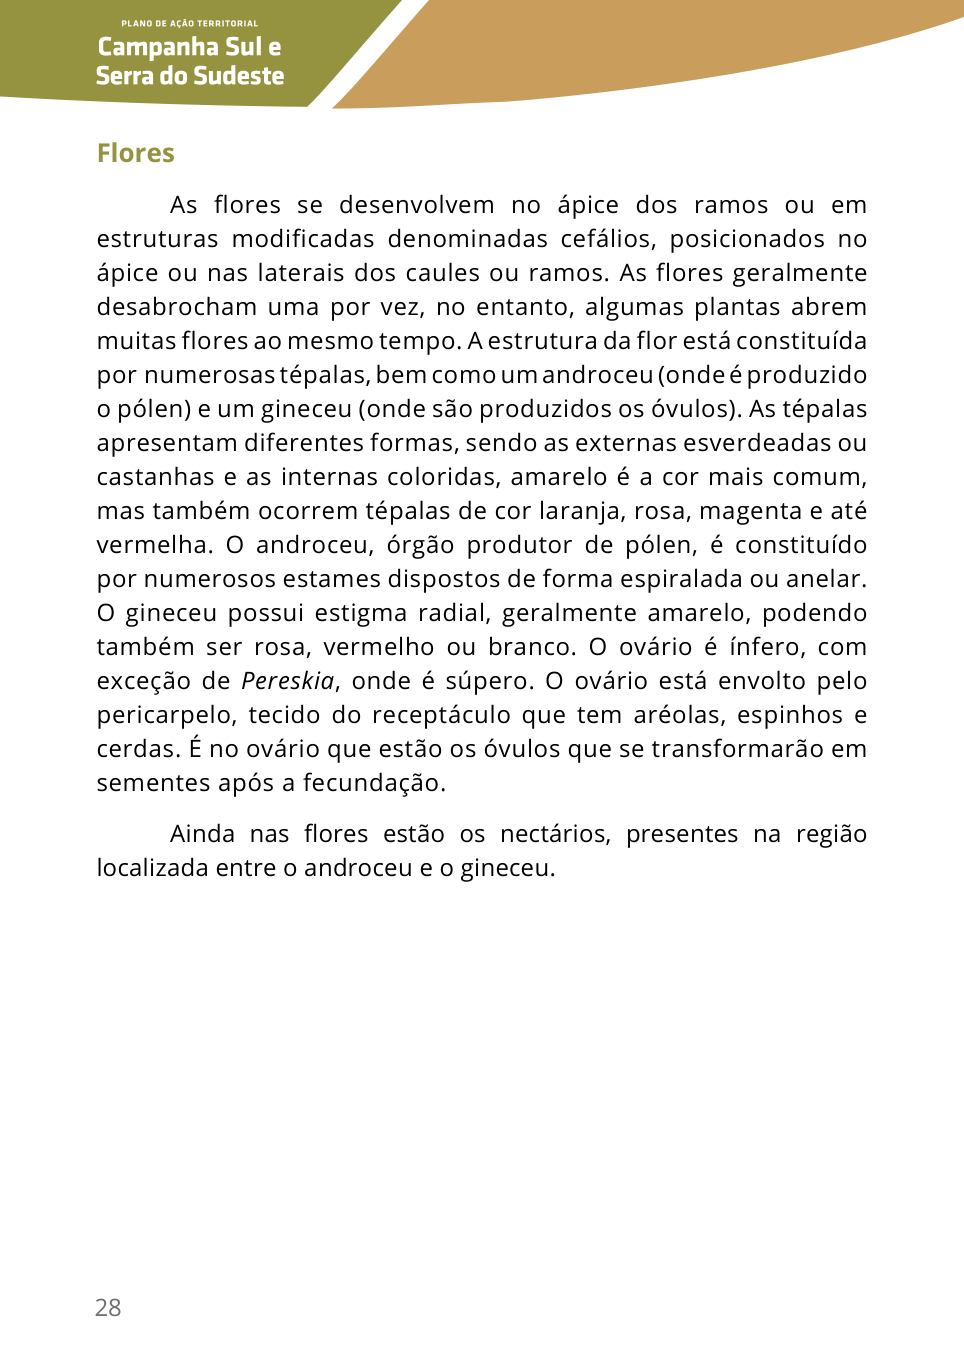 PLANO DE AÇÃO TERRITORIAL
Campanha Sul e
Serra do Sudeste
Flores
As flores se desenvolvem no ápice dos ramos ou em
estruturas modificadas denominadas cefálios, posicionados no
ápice ou nas laterais dos caules ou ramos. As flores geralmente
desabrocham uma por vez, no entanto, algumas plantas abrem
muitas flores ao mesmo tempo. A estrutura da flor está constituída
por numerosas tépalas, bem como um androceu (onde é produzido
o pólen) e um gineceu (onde são produzidos os óvulos). As tépalas
apresentam diferentes formas, sendo as externas esverdeadas ou
castanhas e as internas coloridas, amarelo é a cor mais comum,
mas também ocorrem tépalas de cor laranja, rosa, magenta e até
vermelha. O androceu, órgão produtor de pólen, é constituído
por numerosos estames dispostos de forma espiralada ou anelar.
O gineceu possui estigma radial, geralmente amarelo, podendo
também ser rosa, vermelho ou branco. O ovário é ínfero, com
exceção de Pereskia, onde é súpero. O ovário está envolto pelo
pericarpelo, tecido do receptáculo que tem aréolas, espinhos e
cerdas. É no ovário que estão os óvulos que se transformarão em
sementes após a fecundação.
Ainda nas flores estão os nectários, presentes na região
localizada entre o androceu e o gineceu.
28